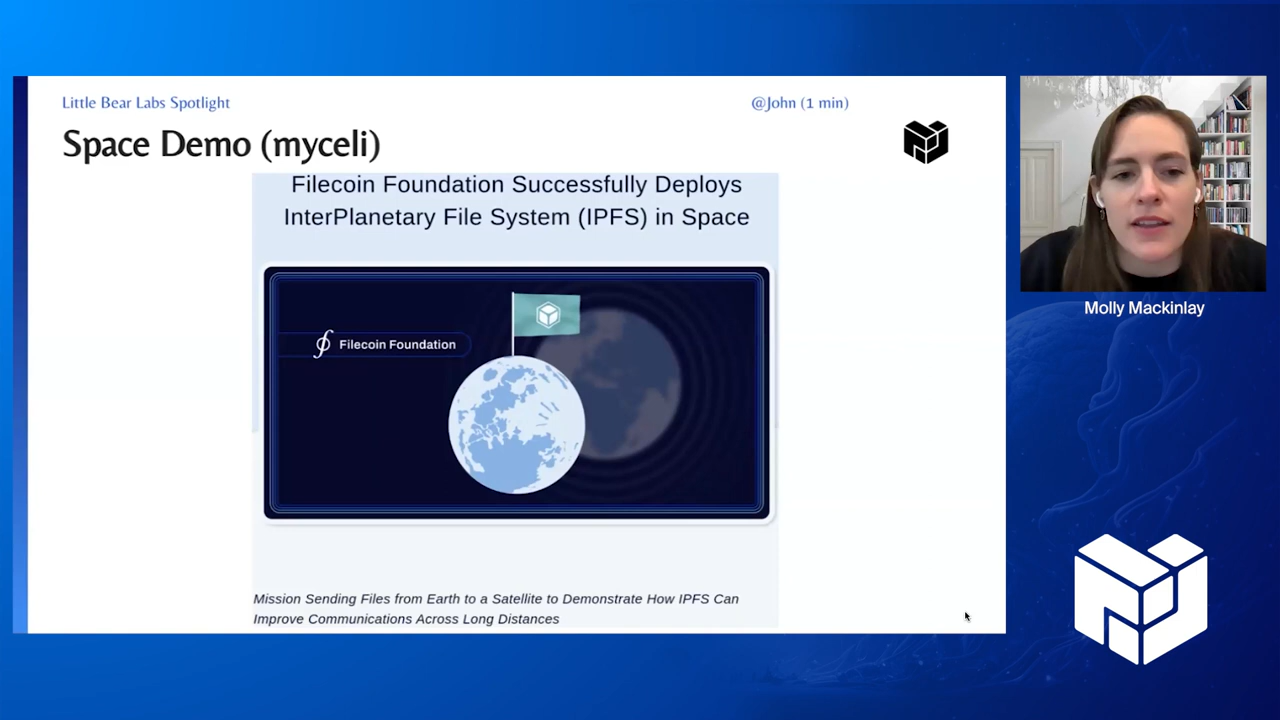 Little Bear Labs Spotlight
@John (1 min)
Space Demo (myceli)
Filecoin Foundation Successfully Deploys
InterPlanetary File System (IPFS) in Space
Filecoin Foundation
Mission Sending Files from Earth to a Satellite to Demonstrate How IPFS Can
Improve Communications Across Long Distances
Molly Mackinlay